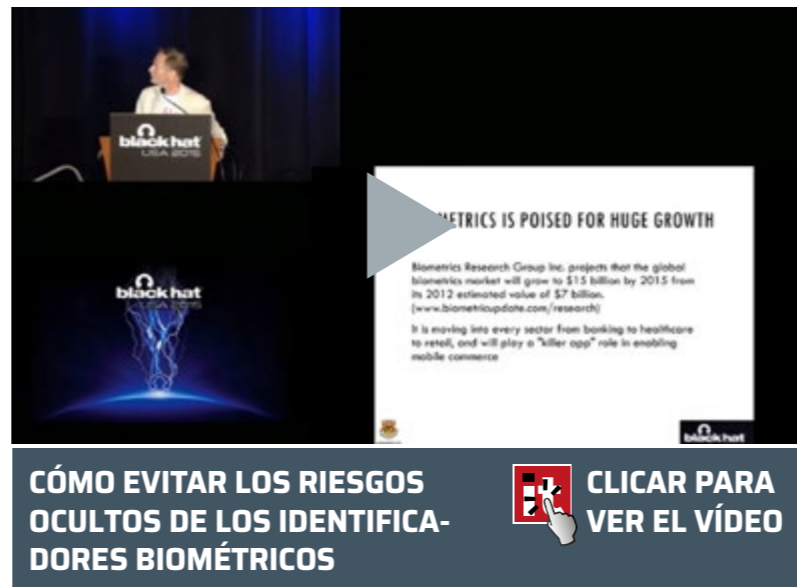 black hat
USA 2015
black hat
USA 2015
METRICS IS POISED FOR HUGE GROWTH
Biometrics Research Group Inc. projects that the global
biometrics market will grow to $15 billion by 2015 from
its 2012 estimated value of $7 billion.
(www.biometricupdate.com/research)
It is moving into every sector from banking to healthcare
to retail, and will play a "killer app" role in enabling
mobile commerce
black hat
CÓMO EVITAR LOS RIESGOS
OCULTOS DE LOS IDENTIFICA-
DORES BIOMÉTRICOS
CLICAR PARA
VER EL VÍDEO